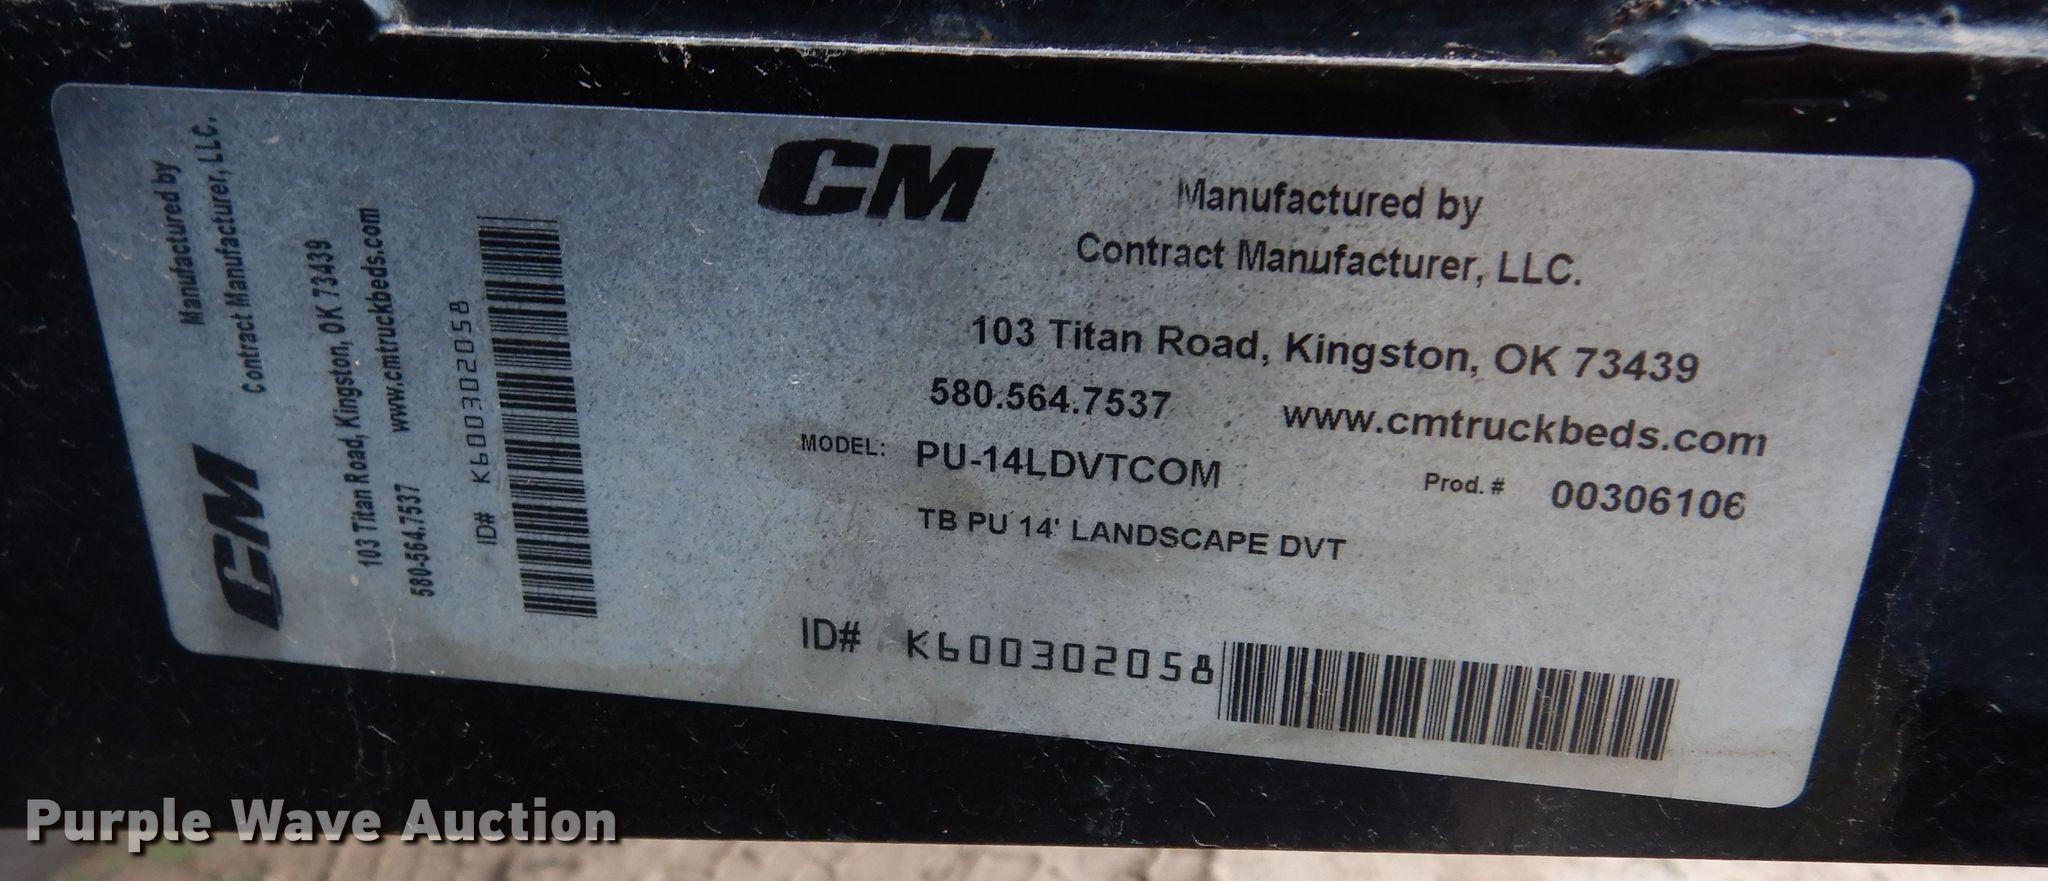 CM
Manufactured by
Contract Manufacturer, LLC.
103 Titan Road, Kingston, OK 73439
580-564.7537 www.cmtruckbeds.com
ID# K600302058
CM
Manufactured by
Contract Manufacturer, LLC.
103 Titan Road, Kingston, OK 73439
580.564.7537 www.cmtruckbeds.com
MODEL: PU-14LDVTCOM Prod. # 00306106
TB PU 14' LANDSCAPE DVT
ID# K600302058
Purple Wave Auction